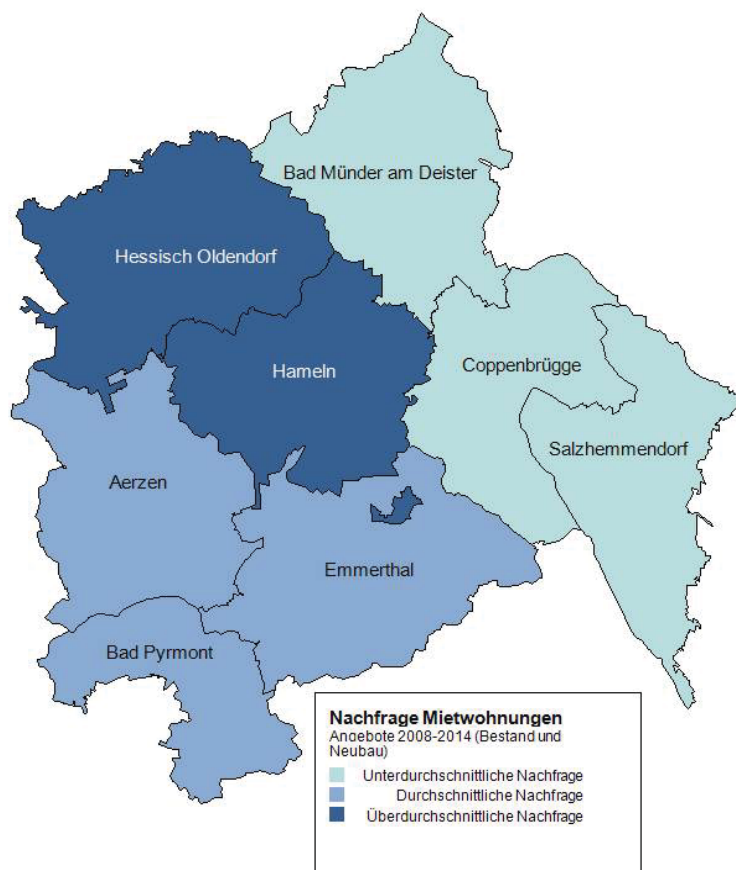 Bad Münder am Deister
Hessisch Oldendorf
Coppenbrügge
Hameln
Salzhemmendorf
Aerzen
Emmerthal
Bad Pyrmont
Nachfrage Mietwohnungen
Angebote 2008-2014 (Bestand und
Neubau)
Unterdurchschnittliche Nachfrage
Durchschnittliche Nachfrage
Überdurchschnittliche Nachfrage